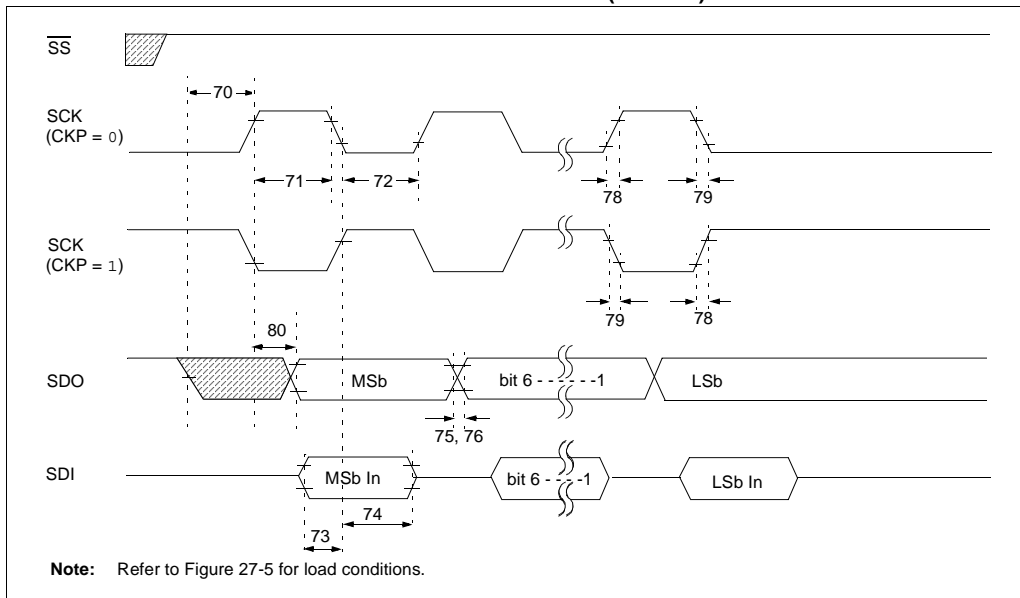 SS
70
SCK
(CKP = 0)
71
72
78
79
SCK
(CKP = 1)
79
78
80
SDO
MSb
bit 6 - - - - - -1
LSb
75, 76
SDI
MSb In
bit 6 - - - -1
LSb In
74
73
Note: Refer to Figure 27-5 for load conditions.